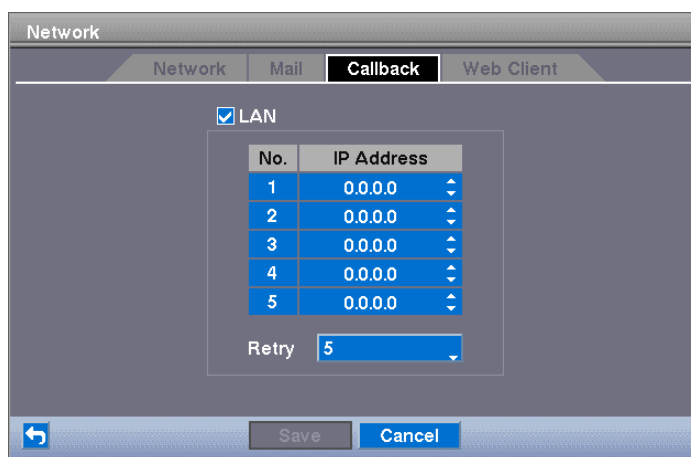 Network
Network Mail Callback Web Client
LAN
No. IP Address
1 0.0.0.0
2 0.0.0.0
3 0.0.0.0
4 0.0.0.0
5 0.0.0.0
Retry 5
Save Cancel